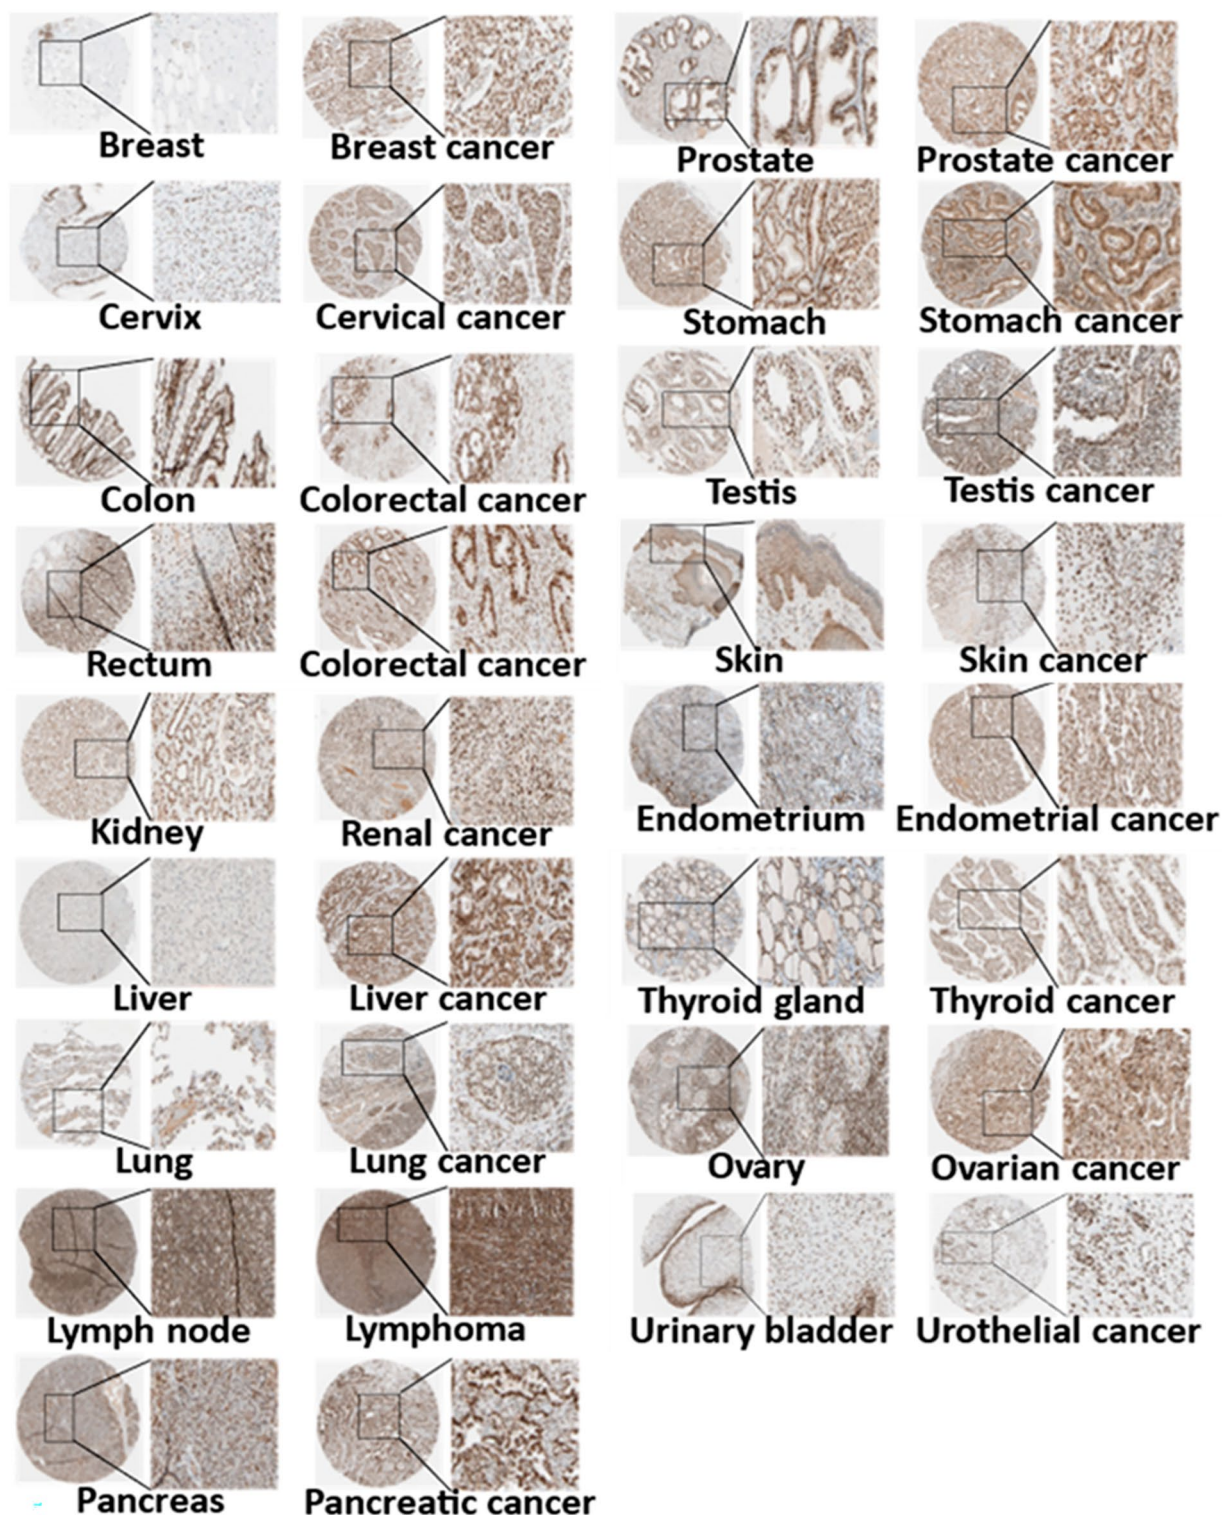 Breast
Breast cancer
Prostate
Prostate cancer
Cervix
Cervical cancer
Stomach
Stomach cancer
Colon
Colorectal cancer
Testis
Testis cancer
Rectum
Colorectal cancer
Skin
Skin cancer
Kidney
Renal cancer
Endometrium
Endometrial cancer
Liver
Liver cancer
Thyroid gland
Thyroid cancer
Lung
Lung cancer
Ovary
Ovarian cancer
Lymph node
Lymphoma
Urinary bladder
Urothelial cancer
Pancreas
Pancreatic cancer